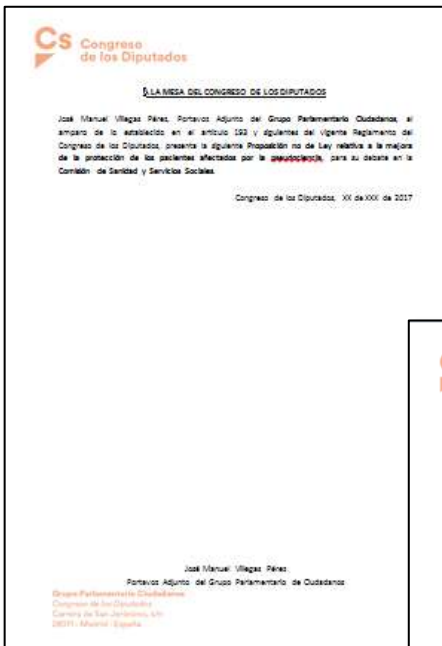 Cs Congreso
de los Diputados
A LA MESA DEL CONGRESO DE LOS DIPUTADOS
José Manuel Villegas Pérez, Portavoz Adjunto del Grupo Parlamentario Ciudadanos, al
amparo de lo establecido en el artículo 193 y siguientes del vigente Reglamento del
Congreso de los Diputados, presenta la siguiente Proposición no de Ley relativa a la mejora
de la protección de los pacientes afectados por la pseudociencia, para su debate en la
Comisión de Sanidad y Servicios Sociales.
Congreso de los Diputados, XX de XXX de 2017
José Manuel Villegas Pérez
Portavoz Adjunto del Grupo Parlamentario de Ciudadanos
Grupo Parlamentario Ciudadanos
Congreso de los Diputados
Carrera de San Jerónimo, s/n
28071 - Madrid - España